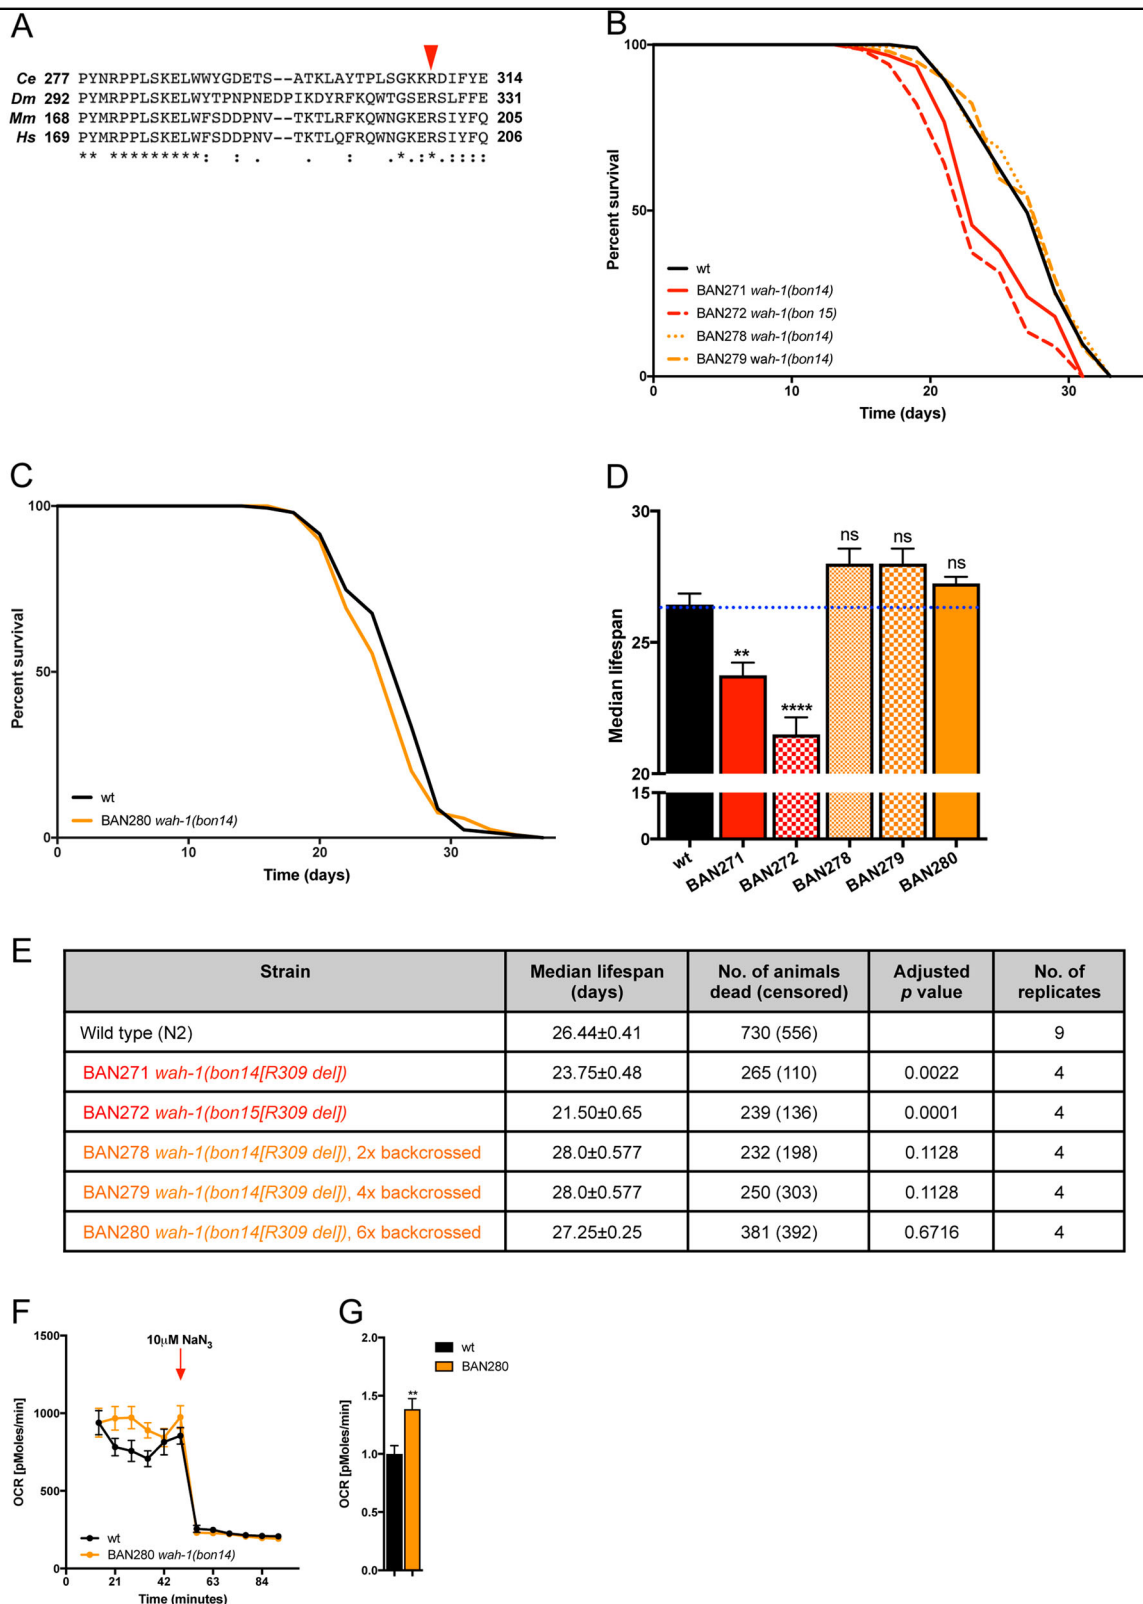 A
Ce 277 PYNRPPLSKELWWYGDETS--ATKLAYTPLSGKKRDIFYE 314
Dm 292 PYMRPPLSKELWYTPNPNEDPIKDYRFKQWTGSERSLFFE 331
Mm 168 PYMRPPLSKELWFSDDPNV--TKTLRFKQWNGKERSIYFQ 205
Hs 169 PYMRPPLSKELWFSDDPNV--TKTLQFRQWNGKERSIYFQ 206
** *********: : . . : .*.:*.::::
B
Percent survival
100
50
0
0 10 20 30
Time (days)
wt
BAN271 wah-1(bon14)
BAN272 wah-1(bon 15)
BAN278 wah-1(bon14)
BAN279 wah-1(bon14)
C
Percent survival
100
50
0
0 10 20 30
Time (days)
wt
BAN280 wah-1(bon14)
D
Median lifespan
30
25
20
15
0
** **** ns ns ns
wt BAN271 BAN272 BAN278 BAN279 BAN280
E
Strain Median lifespan (days) No. of animals dead (censored) Adjusted p value No. of replicates
Wild type (N2) 26.44±0.41 730 (556) 9
BAN271 wah-1(bon14[R309 del]) 23.75±0.48 265 (110) 0.0022 4
BAN272 wah-1(bon15[R309 del]) 21.50±0.65 239 (136) 0.0001 4
BAN278 wah-1(bon14[R309 del]), 2x backcrossed 28.0±0.577 232 (198) 0.1128 4
BAN279 wah-1(bon14[R309 del]), 4x backcrossed 28.0±0.577 250 (303) 0.1128 4
BAN280 wah-1(bon14[R309 del]), 6x backcrossed 27.25±0.25 381 (392) 0.6716 4
F
OCR [pMoles/min]
1500
1000
500
0
10µM NaN₃
wt
BAN280 wah-1(bon14)
0 21 42 63 84
Time (minutes)
G
OCR [pMoles/min]
2.0
1.5
1.0
0.5
0.0
**
wt
BAN280